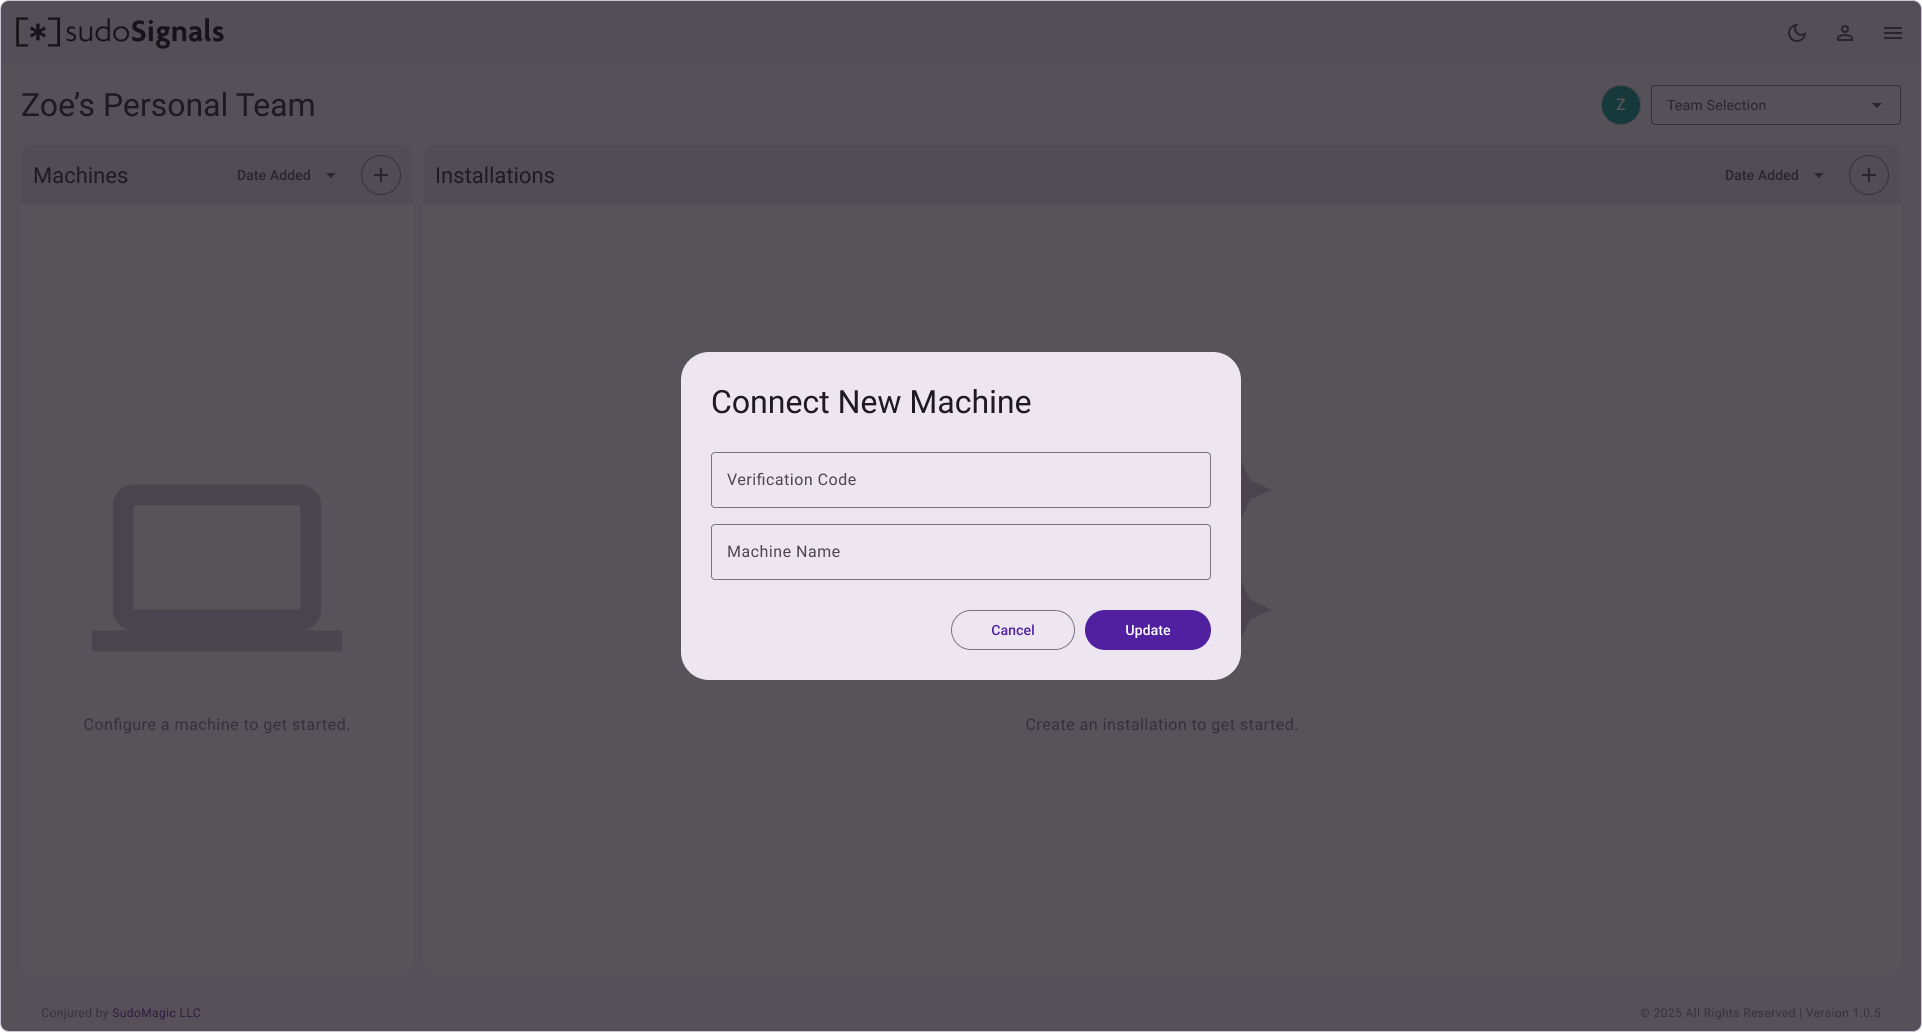 [*]sudoSignals
Zoe’s Personal Team
Z
Team Selection
Machines
Date Added
Installations
Date Added
Connect New Machine
Verification Code
Machine Name
Cancel
Update
Configure a machine to get started.
Create an installation to get started.
Conjured by SudoMagic LLC
© 2025 All Rights Reserved | Version 1.0.5